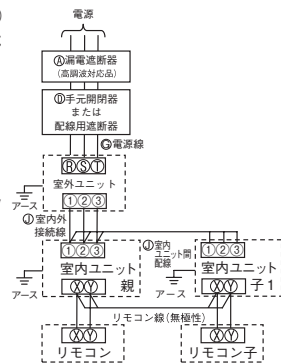 電源
Ⓐ漏電遮断器
(高調波対応品)
Ⓓ手元開閉器
または
配線用遮断器
Ⓖ電源線
ⓇⓈⓉ
室外ユニット
①②③
アース
Ⓙ室内外
接続線
①②③
室内ユニット
親
ⓍⓎ
アース
Ⓙ室内
ユニット間
配線
①②③
室内ユニット
子1
ⓍⓎ
アース
リモコン線(無極性)
ⓍⓎ
リモコン
ⓍⓎ
リモコン子